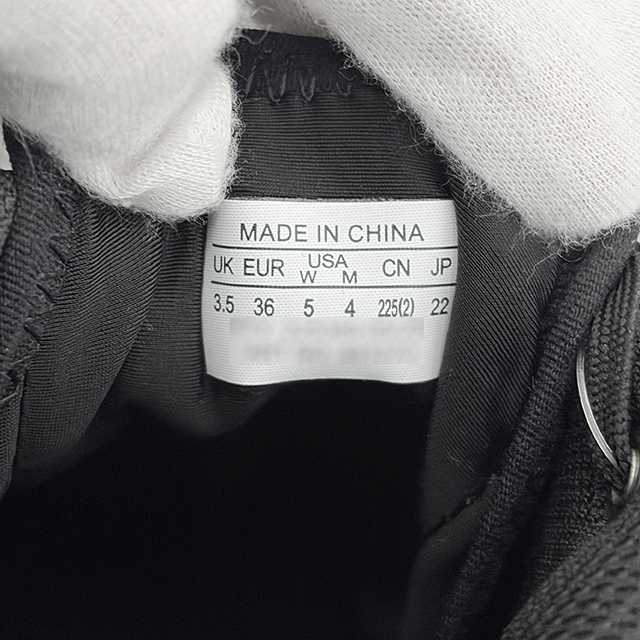 MADE IN CHINA
UK EUR USA W M CN JP
3.5 36 5 4 225(2) 22